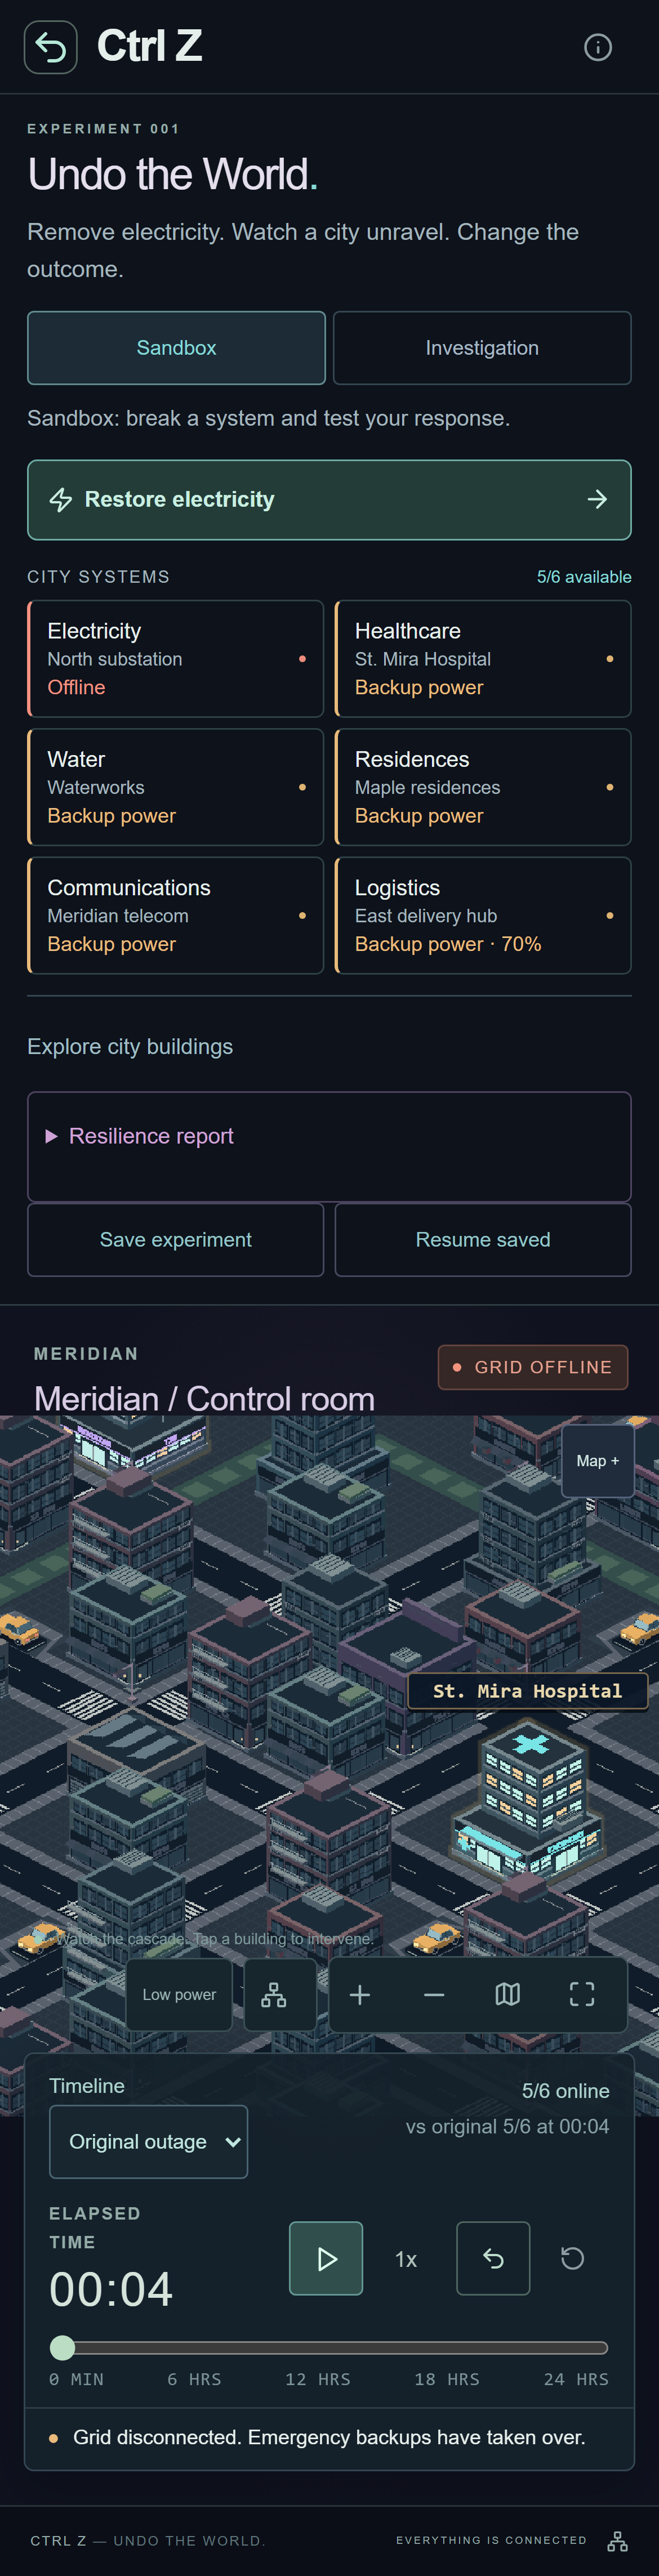 Ctrl Z
EXPERIMENT 001
Undo the World.
Remove electricity. Watch a city unravel. Change the
outcome.
Sandbox
Investigation
Sandbox: break a system and test your response.
Restore electricity
CITY SYSTEMS
5/6 available
Electricity
North substation
Offline
Healthcare
St. Mira Hospital
Backup power
Water
Waterworks
Backup power
Residences
Maple residences
Backup power
Communications
Meridian telecom
Backup power
Logistics
East delivery hub
Backup power · 70%
Explore city buildings
Resilience report
Save experiment
Resume saved
MERIDIAN
Meridian / Control room
GRID OFFLINE
Map +
St. Mira Hospital
Watch the cascade. Tap a building to intervene.
Low power
Timeline
Original outage
5/6 online
vs original 5/6 at 00:04
ELAPSED
TIME
00:04
1x
0 MIN
6 HRS
12 HRS
18 HRS
24 HRS
Grid disconnected. Emergency backups have taken over.
CTRL Z — UNDO THE WORLD.
EVERYTHING IS CONNECTED